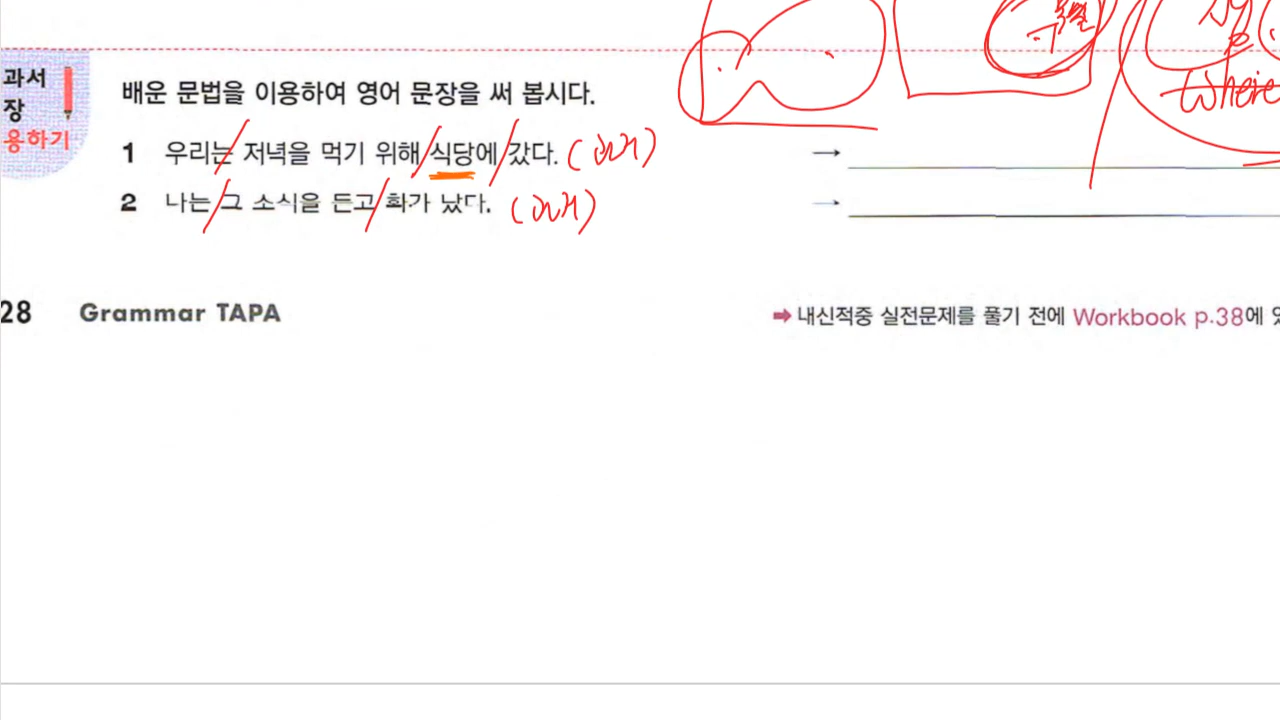 where
과서
장
용하기
배운 문법을 이용하여 영어 문장을 써 봅시다.
1 우리는 저녁을 먹기 위해 식당에 갔다. (과거) →
2 나는 그 소식을 듣고 화가 났다. (과거) →
28 Grammar TAPA
➡ 내신적중 실전문제를 풀기 전에 Workbook p.38에